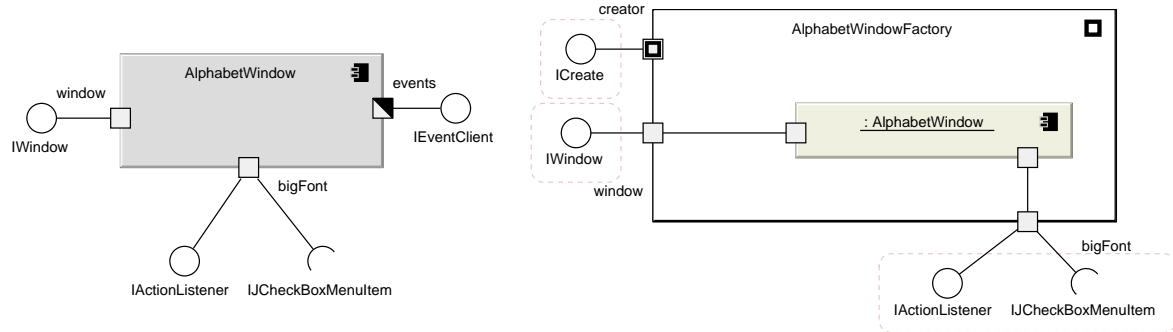 AlphabetWindow
window
events
IWindow
IEventClient
bigFont
IActionListener
IJCheckBoxMenuItem
creator
AlphabetWindowFactory
ICreate
: AlphabetWindow
IWindow
window
bigFont
IActionListener
IJCheckBoxMenuItem